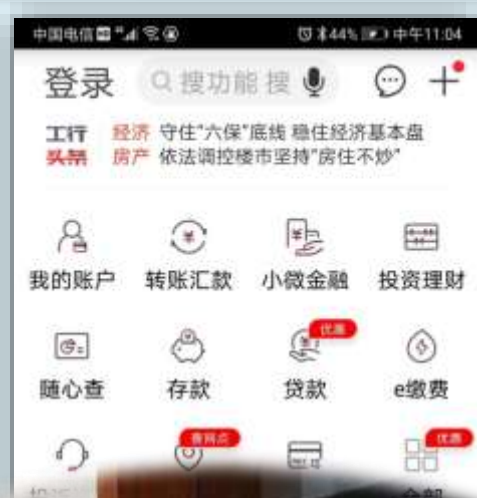 中国电信 HD 44% 中午11:04
登录 搜功能 搜
工行 经济 守住"六保"底线 稳住经济基本盘
头条 房产 依法调控楼市坚持"房住不炒"
我的账户 转账汇款 小微金融 投资理财
优惠
随心查 存款 贷款 e缴费
查网点 优惠